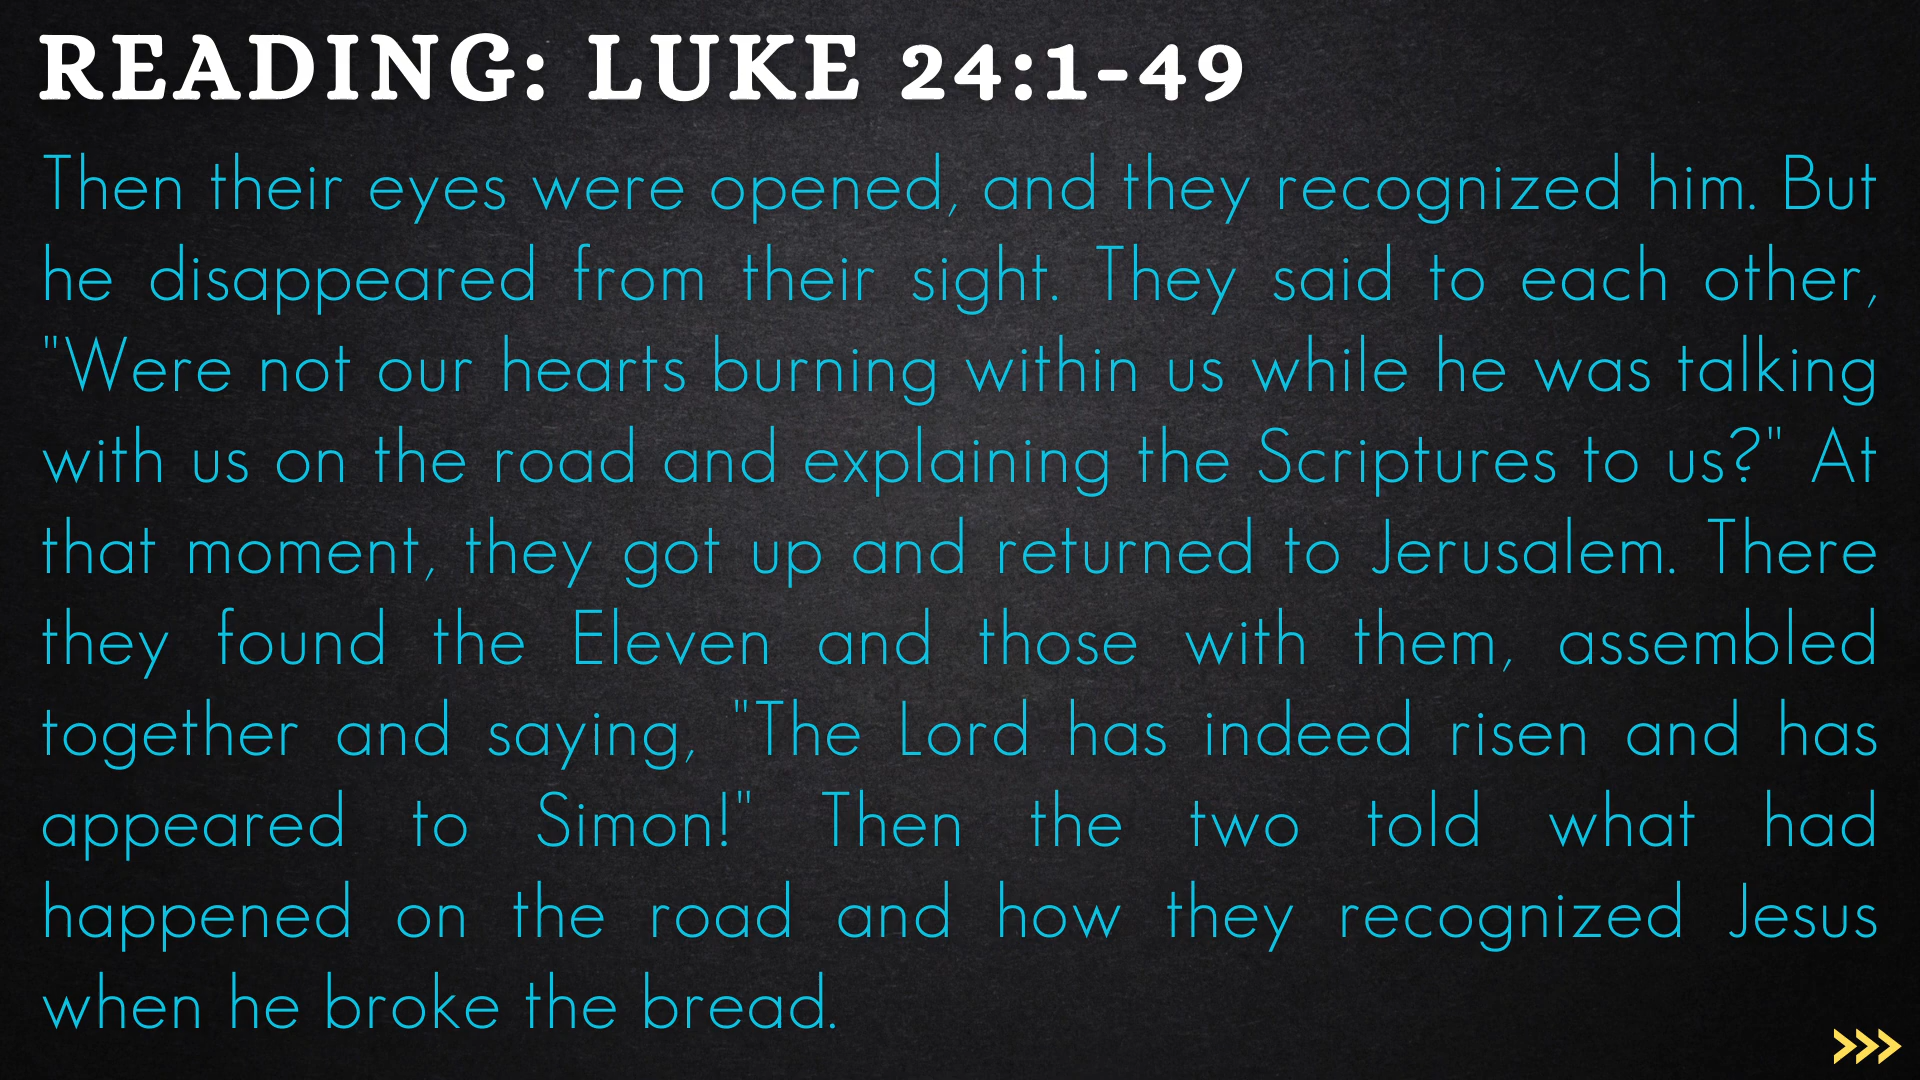 READING: LUKE 24:1-49
Then their eyes were opened, and they recognized him. But
he disappeared from their sight. They said to each other,
"Were not our hearts burning within us while he was talking
with us on the road and explaining the Scriptures to us?" At
that moment, they got up and returned to Jerusalem. There
they found the Eleven and those with them, assembled
together and saying, "The Lord has indeed risen and has
appeared to Simon!" Then the two told what had
happened on the road and how they recognized Jesus
when he broke the bread.